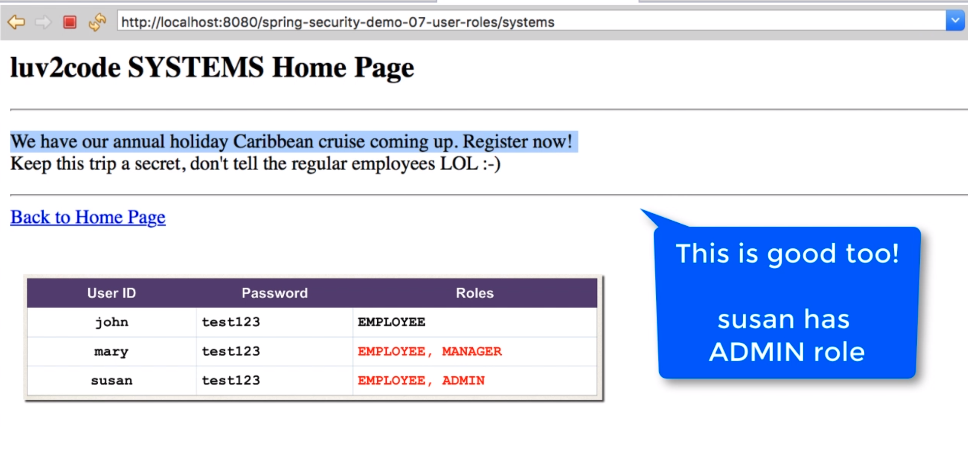 http://localhost:8080/spring-security-demo-07-user-roles/systems
luv2code SYSTEMS Home Page
We have our annual holiday Caribbean cruise coming up. Register now!
Keep this trip a secret, don't tell the regular employees LOL :-)
Back to Home Page
This is good too!
susan has
ADMIN role
User ID Password Roles
john test123 EMPLOYEE
mary test123 EMPLOYEE, MANAGER
susan test123 EMPLOYEE, ADMIN